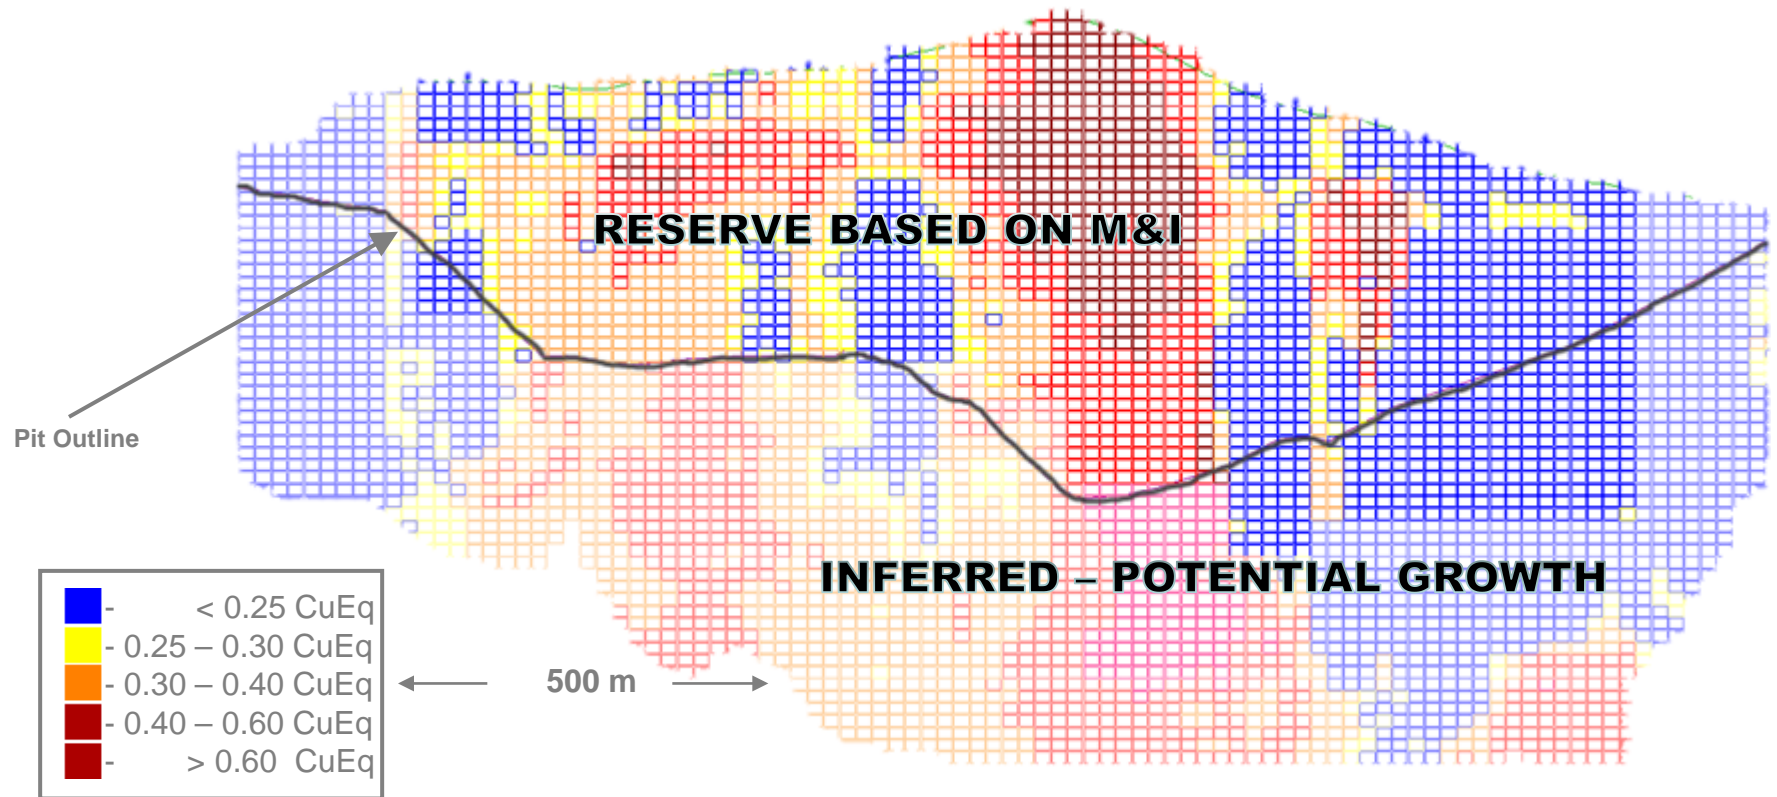 RESERVE BASED ON M&I
Pit Outline
INFERRED – POTENTIAL GROWTH
- < 0.25 CuEq
- 0.25 – 0.30 CuEq
- 0.30 – 0.40 CuEq
- 0.40 – 0.60 CuEq
- > 0.60 CuEq
500 m